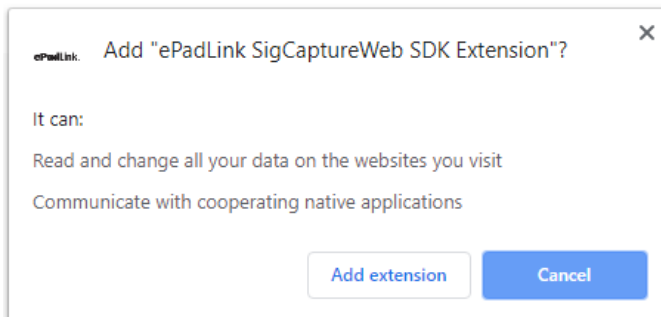 ePadLink.
Add "ePadLink SigCaptureWeb SDK Extension"?
It can:
Read and change all your data on the websites you visit
Communicate with cooperating native applications
Add extension
Cancel